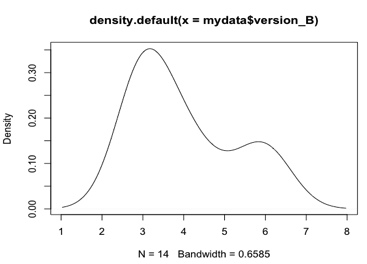 density.default(x = mydata$version_B)
Density
0.30
0.20
0.10
0.00
1 2 3 4 5 6 7 8
N = 14 Bandwidth = 0.6585